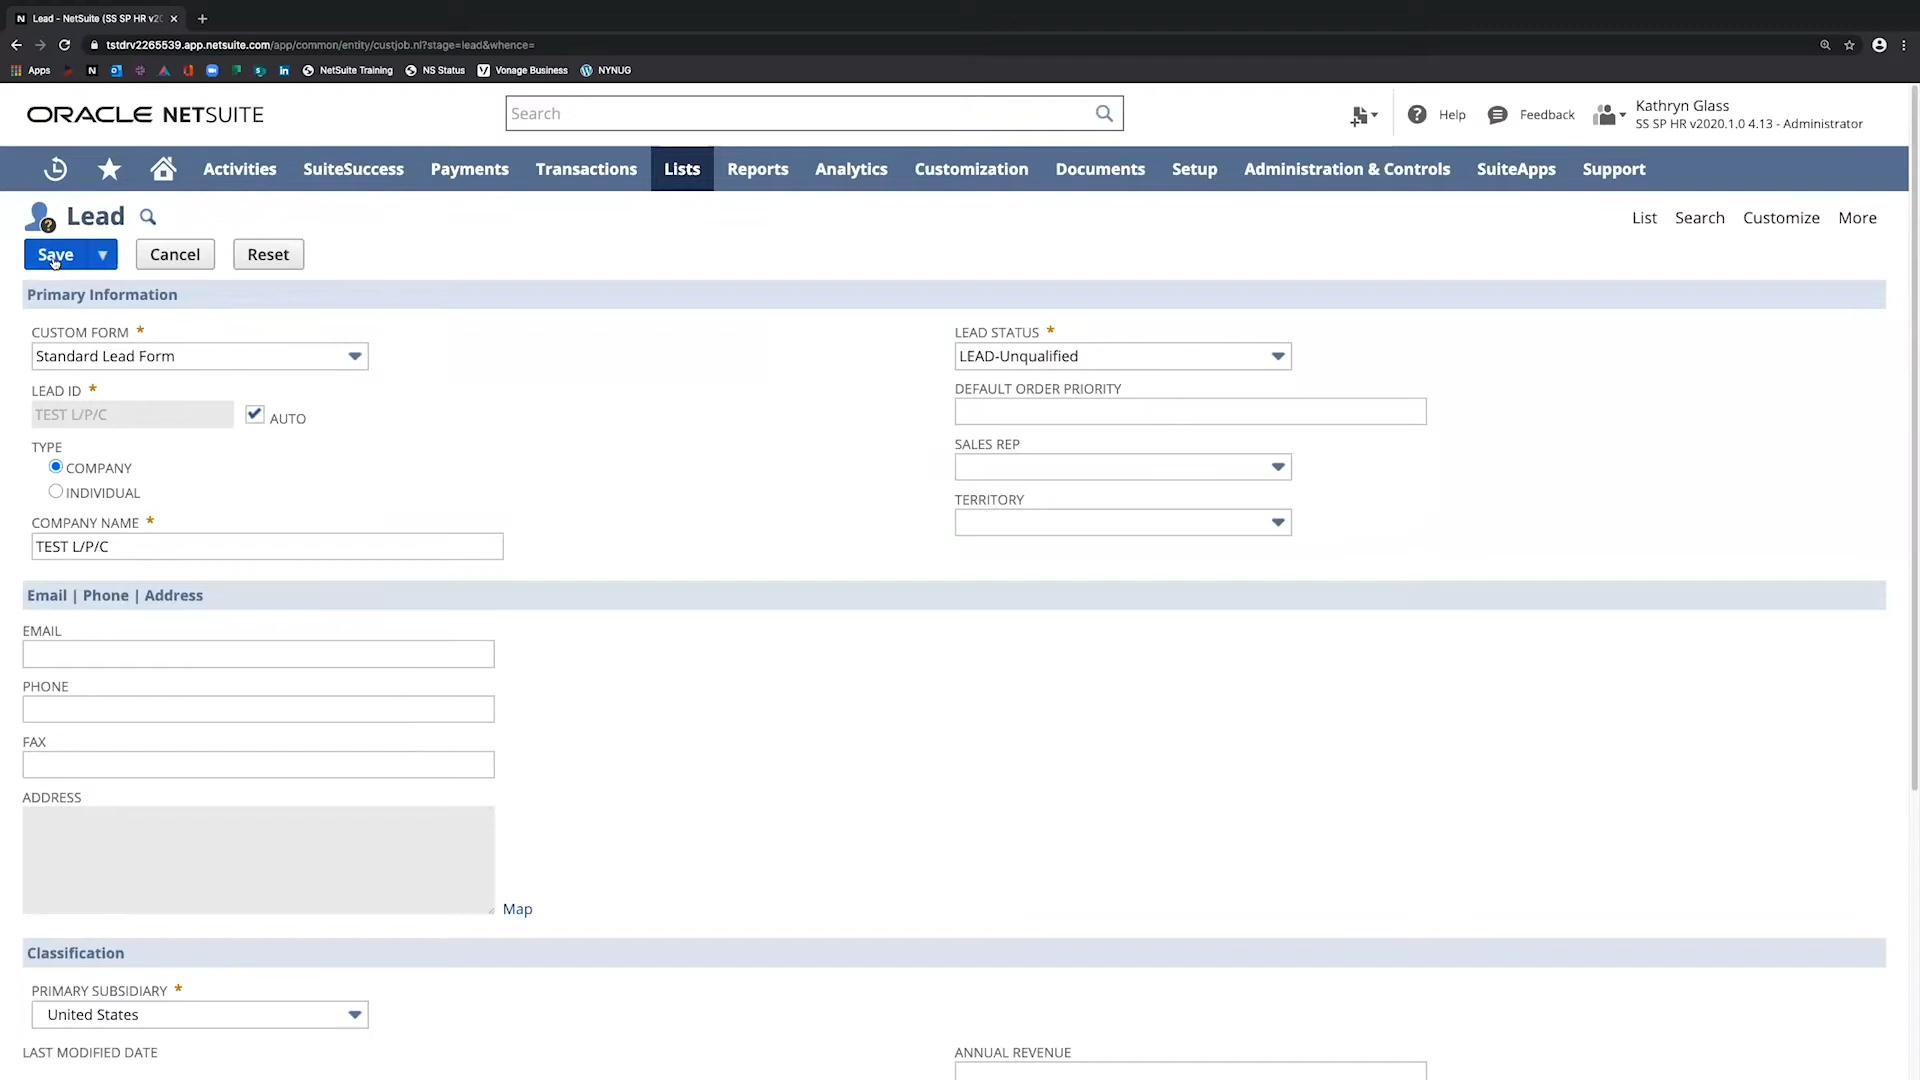 Lead - NetSuite (SS SP HR v20
tstdrv2265539.app.netsuite.com/app/common/entity/custjob.nl?stage=lead&whence=
Apps NetSuite Training NS Status Vonage Business NYNUG
ORACLE NETSUITE
Search
Help
Feedback
Kathryn Glass
SS SP HR v2020.1.0 4.13 - Administrator
Activities SuiteSuccess Payments Transactions Lists Reports Analytics Customization Documents Setup Administration & Controls SuiteApps Support
Lead
List Search Customize More
Save Cancel Reset
Primary Information
CUSTOM FORM *
Standard Lead Form
LEAD ID *
TEST L/P/C
AUTO
TYPE
COMPANY
INDIVIDUAL
COMPANY NAME *
TEST L/P/C
LEAD STATUS *
LEAD-Unqualified
DEFAULT ORDER PRIORITY
SALES REP
TERRITORY
Email | Phone | Address
EMAIL
PHONE
FAX
ADDRESS
Map
Classification
PRIMARY SUBSIDIARY *
United States
LAST MODIFIED DATE
ANNUAL REVENUE